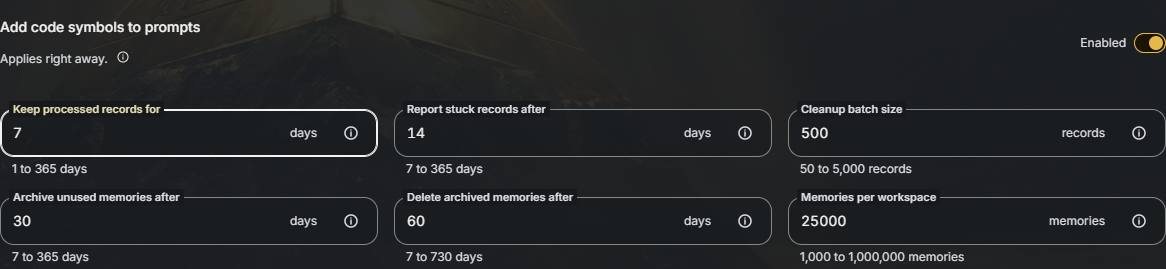 Add code symbols to prompts
Applies right away.
Enabled
Keep processed records for
7 days
1 to 365 days
Report stuck records after
14 days
7 to 365 days
Cleanup batch size
500 records
50 to 5,000 records
Archive unused memories after
30 days
7 to 365 days
Delete archived memories after
60 days
7 to 730 days
Memories per workspace
25000 memories
1,000 to 1,000,000 memories